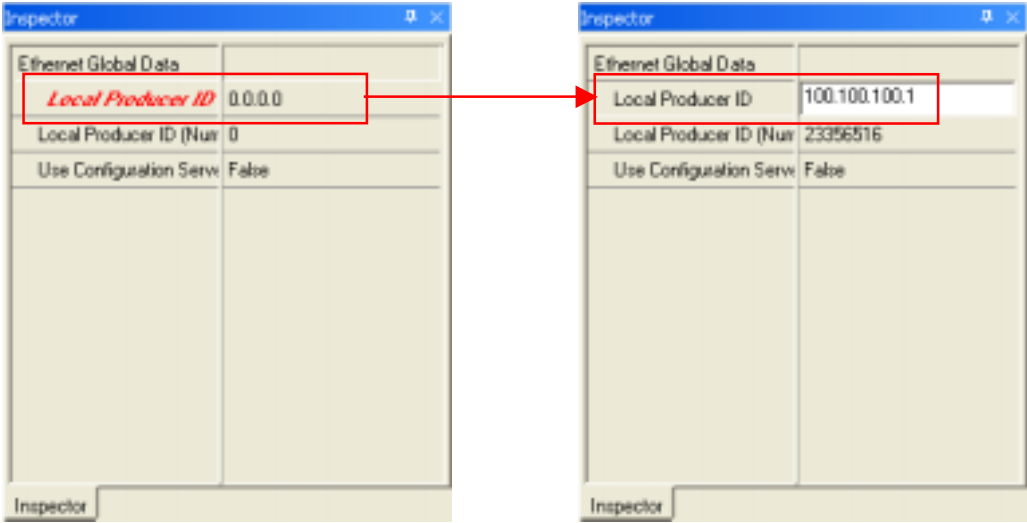 Inspector
Ethernet Global Data
Local Producer ID 0.0.0.0
Local Producer ID (Num 0
Use Configuration Serve False
Inspector
Inspector
Ethernet Global Data
Local Producer ID 100.100.100.1
Local Producer ID (Num 23356516
Use Configuration Serve False
Inspector